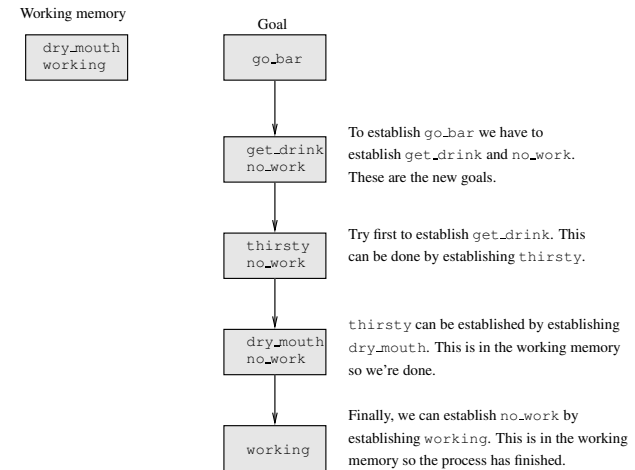 Working memory
dry_mouth
working
Goal
go_bar
get_drink
no_work
To establish go_bar we have to
establish get_drink and no_work.
These are the new goals.
thirsty
no_work
Try first to establish get_drink. This
can be done by establishing thirsty.
dry_mouth
no_work
thirsty can be established by establishing
dry_mouth. This is in the working memory
so we're done.
working
Finally, we can establish no_work by
establishing working. This is in the working
memory so the process has finished.